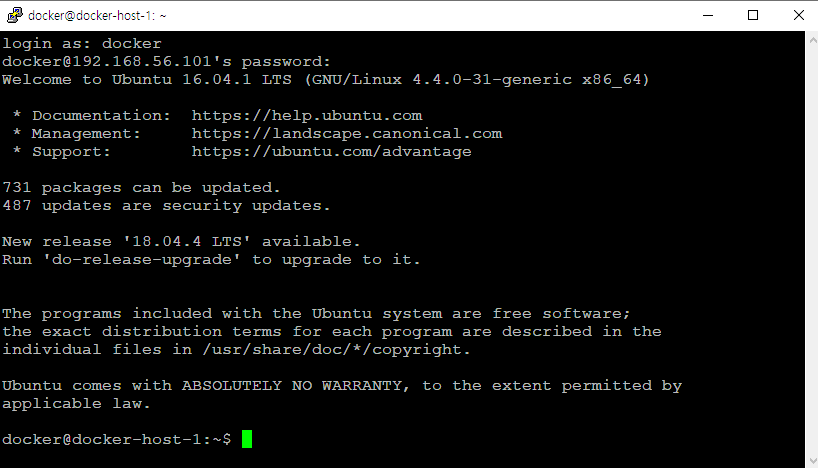 docker@docker-host-1: ~
login as: docker
docker@192.168.56.101's password:
Welcome to Ubuntu 16.04.1 LTS (GNU/Linux 4.4.0-31-generic x86_64)
* Documentation:  https://help.ubuntu.com
* Management:     https://landscape.canonical.com
* Support:        https://ubuntu.com/advantage
731 packages can be updated.
487 updates are security updates.
New release '18.04.4 LTS' available.
Run 'do-release-upgrade' to upgrade to it.
The programs included with the Ubuntu system are free software;
the exact distribution terms for each program are described in the
individual files in /usr/share/doc/*/copyright.
Ubuntu comes with ABSOLUTELY NO WARRANTY, to the extent permitted by
applicable law.
docker@docker-host-1:~$